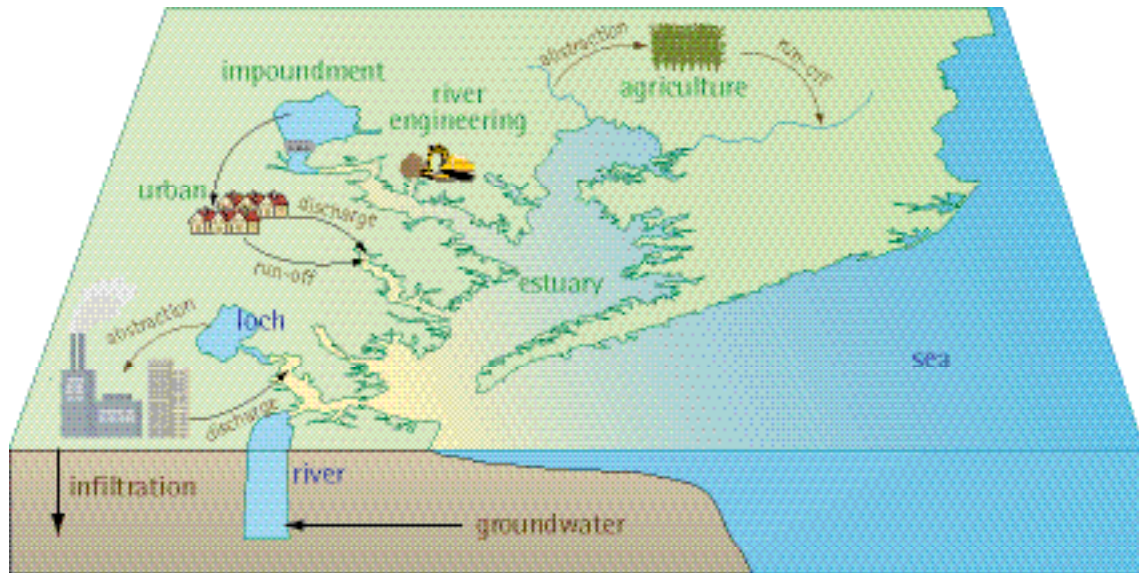 abstraction
run-off
agriculture
impoundment
river
engineering
urban
discharge
run-off
estuary
abstraction
loch
sea
discharge
river
infiltration
groundwater